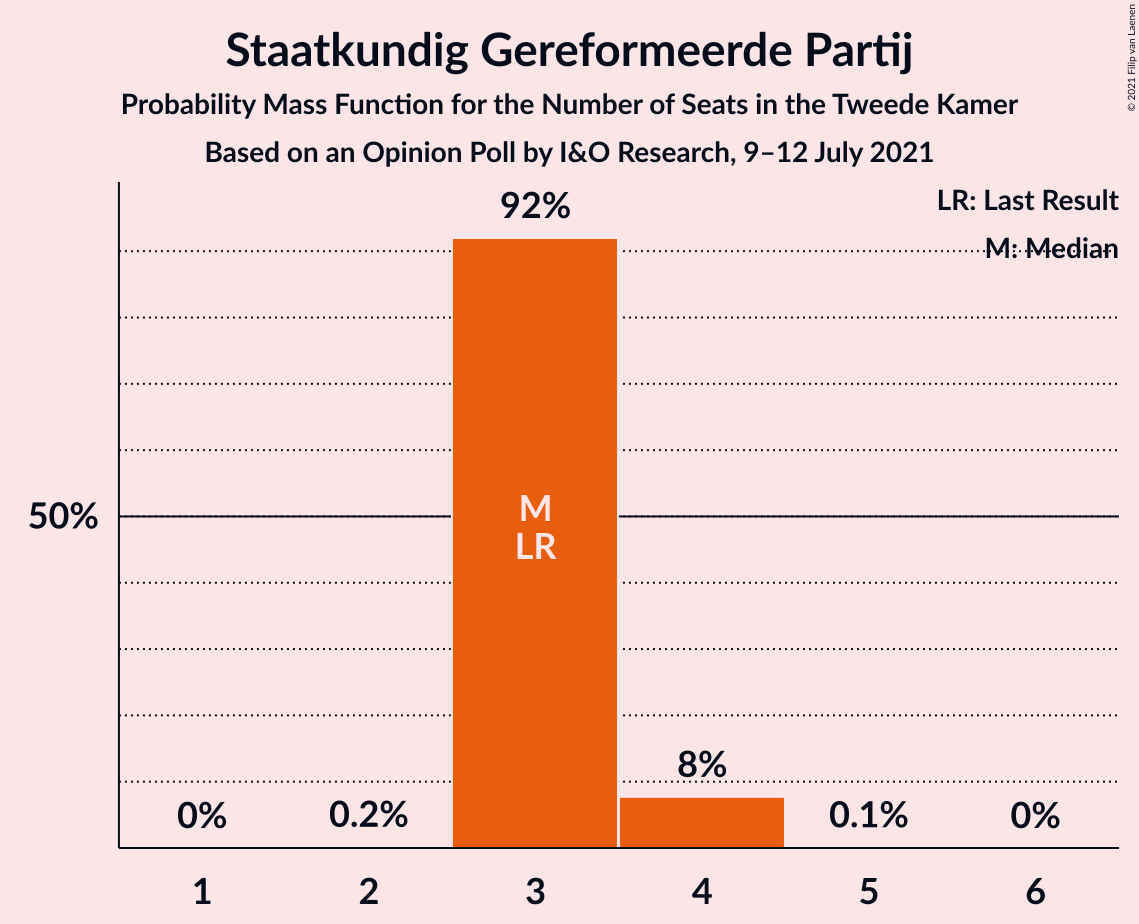 Staatkundig Gereformeerde Partij
Probability Mass Function for the Number of Seats in the Tweede Kamer
Based on an Opinion Poll by I&O Research, 9–12 July 2021
© 2021 Filip van Laenen
LR: Last Result
M: Median
92%
50%
M
LR
8%
0%
0.2%
0.1%
0%
1
2
3
4
5
6